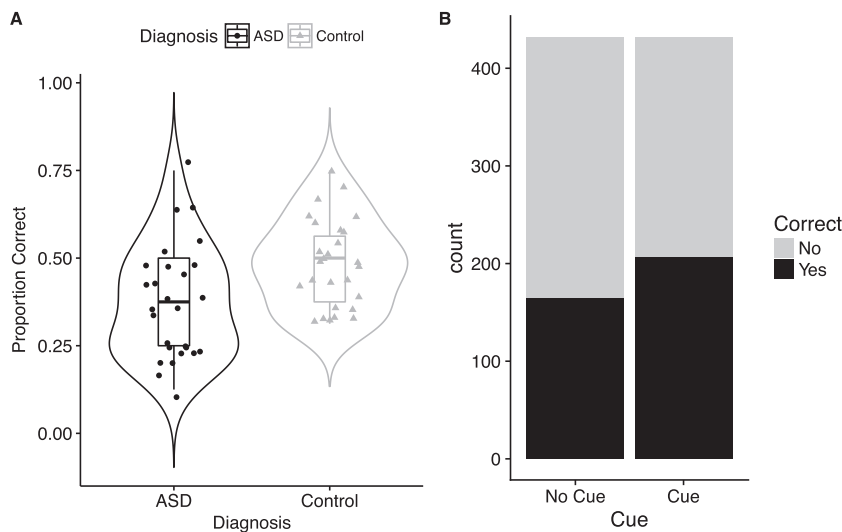 A
Diagnosis ASD Control
1.00
0.75
0.50
0.25
0.00
Proportion Correct
ASD Control
Diagnosis
B
400
300
200
100
0
count
No Cue Cue
Cue
Correct
No
Yes